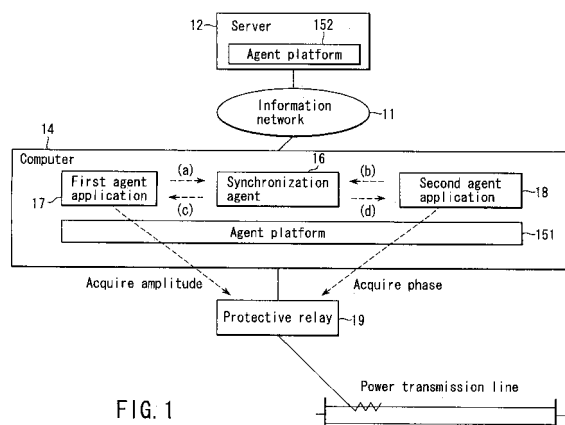 12
Server
152
Agent platform
Information
network
11
14
Computer
16
First agent
application
17
(a)
(c)
Synchronization
agent
(b)
(d)
Second agent
application
18
Agent platform
151
Acquire amplitude
Acquire phase
Protective relay
19
Power transmission line
FIG. 1